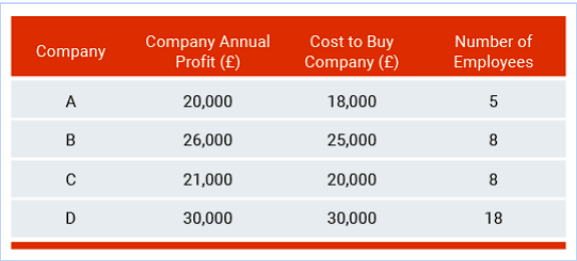 Company Company Annual Profit (£) Cost to Buy Company (£) Number of Employees
A 20,000 18,000 5
B 26,000 25,000 8
C 21,000 20,000 8
D 30,000 30,000 18